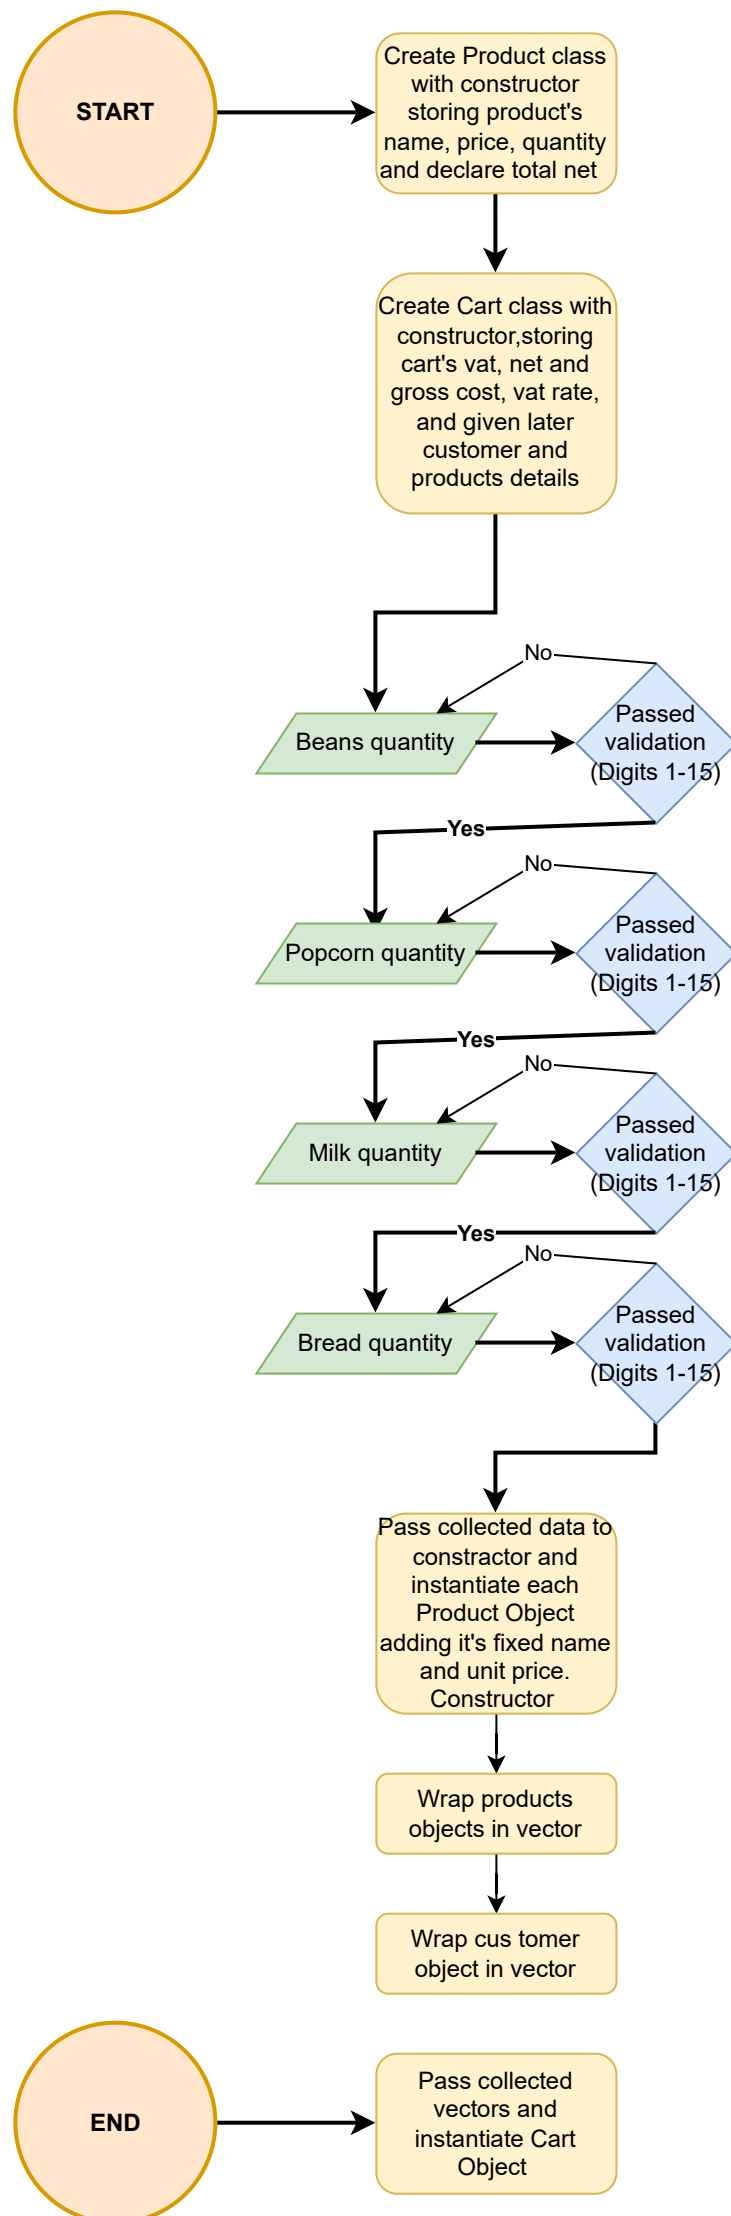 START
Create Product class
with constructor
storing product's
name, price, quantity
and declare total net
Create Cart class with
constructor,storing
cart's vat, net and
gross cost, vat rate,
and given later
customer and
products details
No
Beans quantity
Passed
validation
(Digits 1-15)
Yes
No
Popcorn quantity
Passed
validation
(Digits 1-15)
Yes
No
Milk quantity
Passed
validation
(Digits 1-15)
Yes
No
Bread quantity
Passed
validation
(Digits 1-15)
Pass collected data to
constractor and
instantiate each
Product Object
adding it's fixed name
and unit price.
Constructor
Wrap products
objects in vector
Wrap cus tomer
object in vector
END
Pass collected
vectors and
instantiate Cart
Object